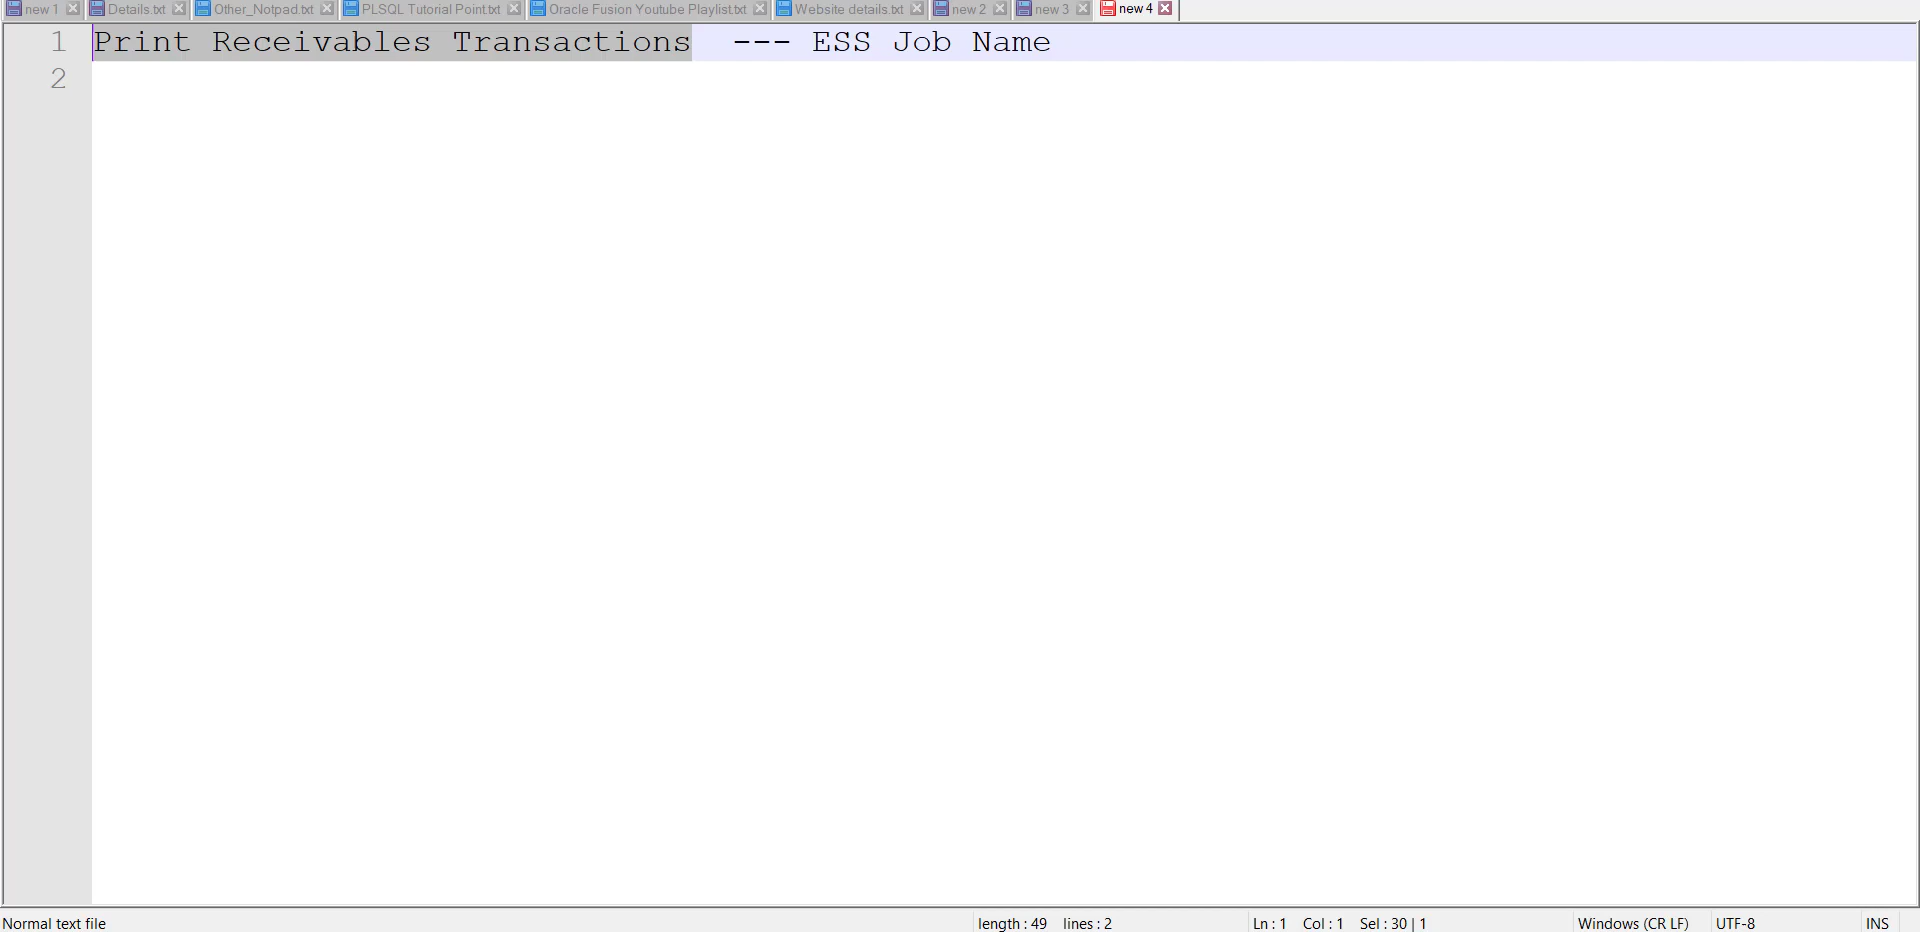 new 1 Details.txt Other_Notpad.txt PLSQL Tutorial Point.txt Oracle Fusion Youtube Playlist.txt Website details.txt new 2 new 3 new 4
1 Print Receivables Transactions --- ESS Job Name
2
Normal text file length : 49 lines : 2 Ln : 1 Col : 1 Sel : 30 | 1 Windows (CR LF) UTF-8 INS